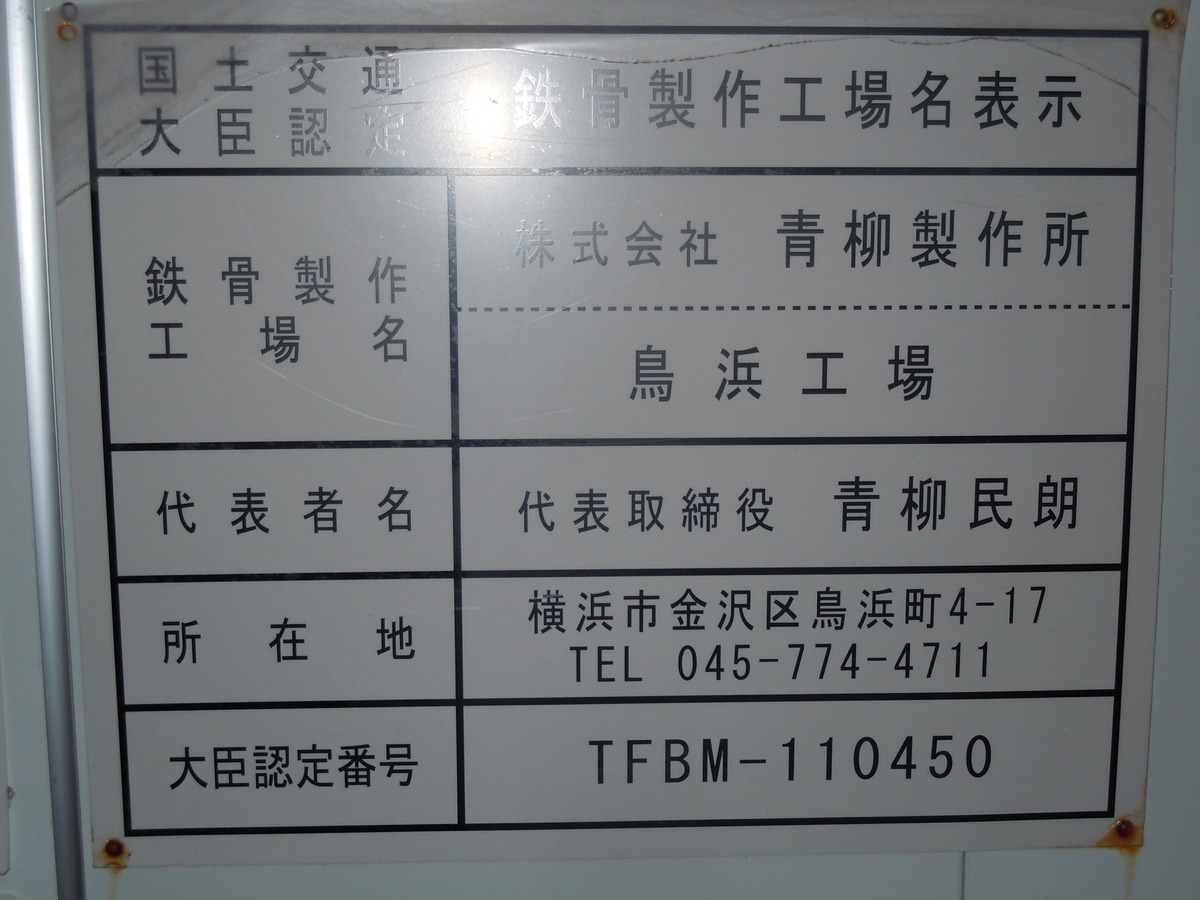 国土交通
大臣認定
鉄骨製作工場名表示
鉄骨製作
工場名
株式会社 青柳製作所
鳥浜工場
代表者名
代表取締役 青柳民朗
所在地
横浜市金沢区鳥浜町4-17
TEL 045-774-4711
大臣認定番号
TFBM-110450